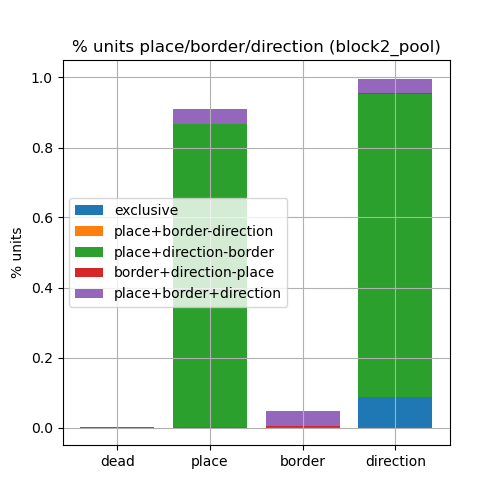 % units place/border/direction (block2_pool)
1.0
0.8
0.6
0.4
0.2
0.0
% units
exclusive
place+border-direction
place+direction-border
border+direction-place
place+border+direction
dead place border direction